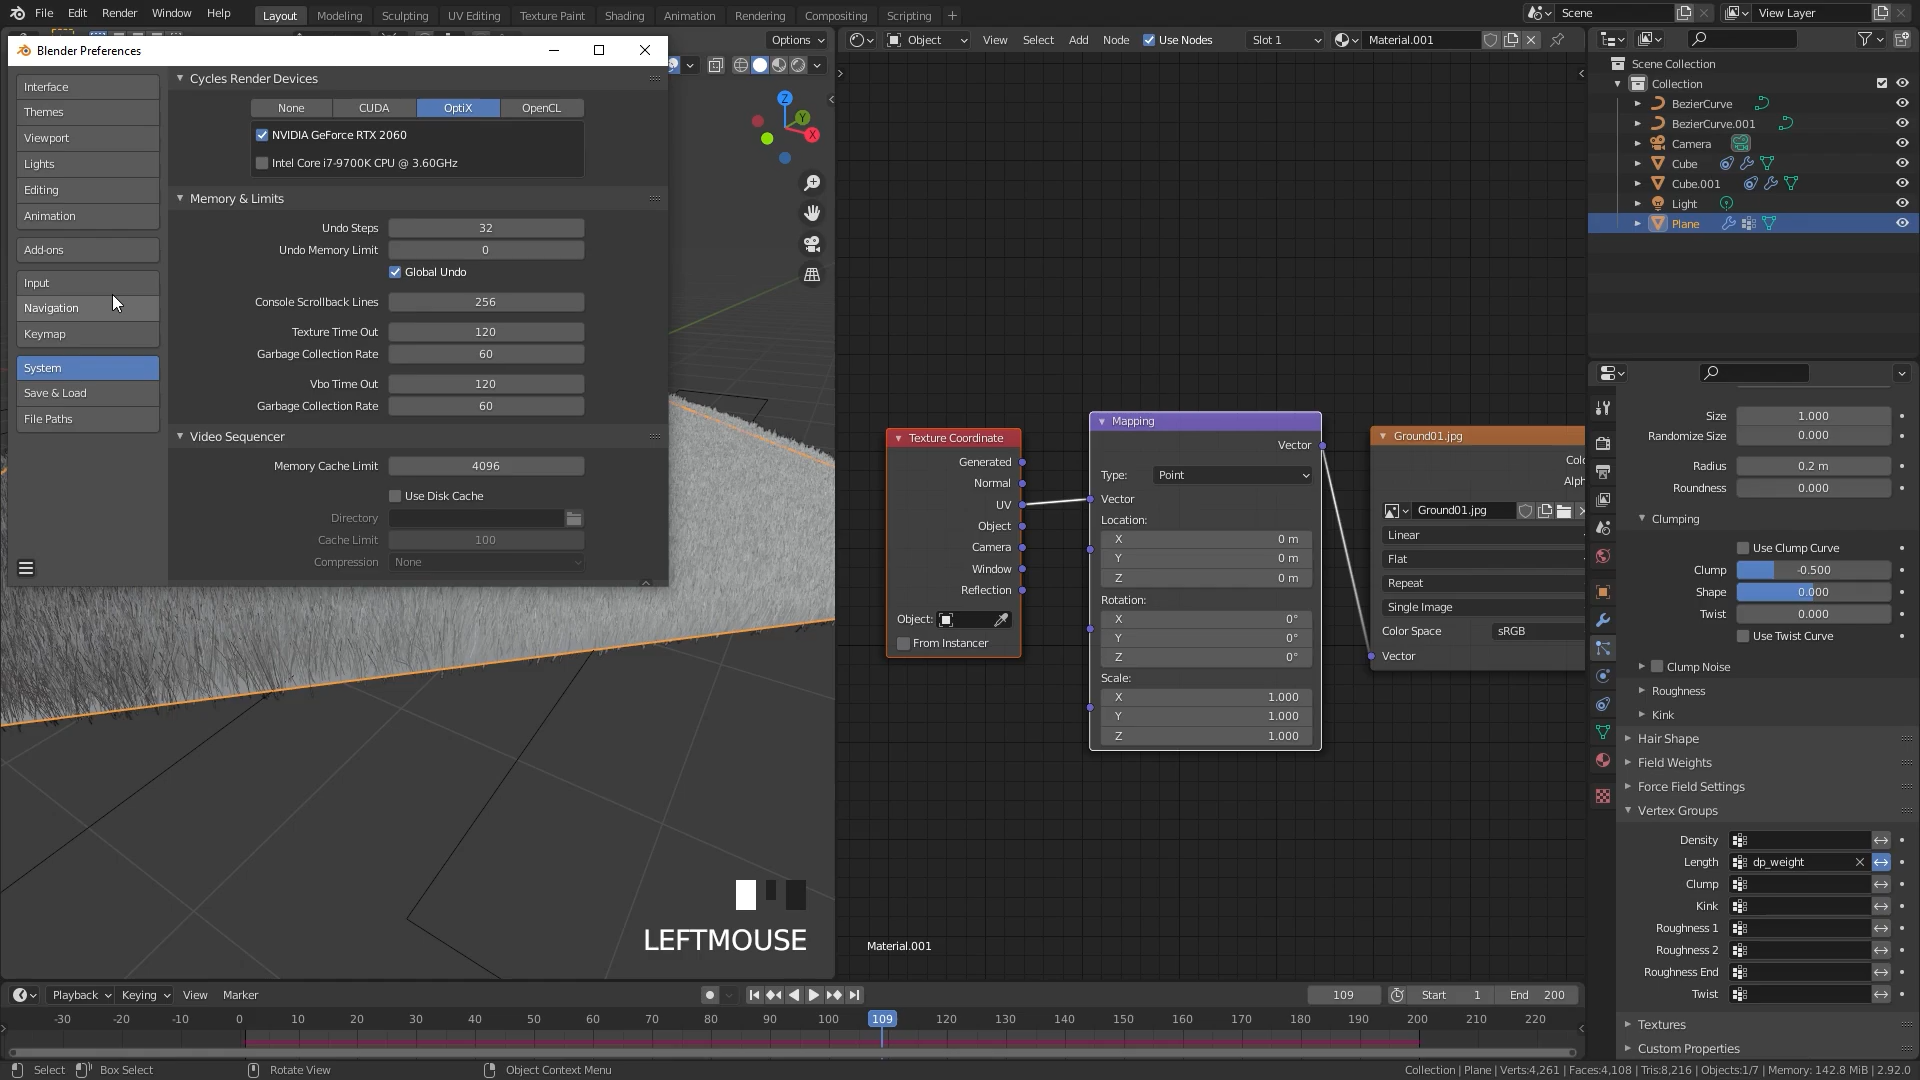 File Edit Render Window Help Layout Modeling Sculpting UV Editing Texture Paint Shading Animation Rendering Compositing Scripting + Scene View Layer
Blender Preferences
Interface
Themes
Viewport
Lights
Editing
Animation
Add-ons
Input
Navigation
Keymap
System
Save & Load
File Paths
Cycles Render Devices
None CUDA OptiX OpenCL
NVIDIA GeForce RTX 2060
Intel Core i7-9700K CPU @ 3.60GHz
Memory & Limits
Undo Steps 32
Undo Memory Limit 0
Global Undo
Console Scrollback Lines 256
Texture Time Out 120
Garbage Collection Rate 60
Vbo Time Out 120
Garbage Collection Rate 60
Video Sequencer
Memory Cache Limit 4096
Use Disk Cache
Directory
Cache Limit 100
Compression None
Options
Z
Y
X
LEFTMOUSE
Object View Select Add Node Use Nodes Slot 1 Material.001
Texture Coordinate
Generated
Normal
UV
Object
Camera
Window
Reflection
Object:
From Instancer
Mapping
Vector
Type: Point
Vector
Location:
X 0 m
Y 0 m
Z 0 m
Rotation:
X 0°
Y 0°
Z 0°
Scale:
X 1.000
Y 1.000
Z 1.000
Ground01.jpg
Colo
Alph
Ground01.jpg
Linear
Flat
Repeat
Single Image
Color Space sRGB
Vector
Material.001
Scene Collection
Collection
BezierCurve
BezierCurve.001
Camera
Cube
Cube.001
Light
Plane
Size 1.000
Randomize Size 0.000
Radius 0.2 m
Roundness 0.000
Clumping
Use Clump Curve
Clump -0.500
Shape 0.000
Twist 0.000
Use Twist Curve
Clump Noise
Roughness
Kink
Hair Shape
Field Weights
Force Field Settings
Vertex Groups
Density
Length dp_weight
Clump
Kink
Roughness 1
Roughness 2
Roughness End
Twist
Textures
Custom Properties
Playback Keying View Marker 109 Start 1 End 200
-30 -20 -10 0 10 20 30 40 50 60 70 80 90 100 109 120 130 140 150 160 170 180 190 200 210 220
Select Box Select Rotate View Object Context Menu Collection | Plane | Verts:4,261 | Faces:4,108 | Tris:8,216 | Objects:1/7 | Memory: 142.8 MiB | 2.92.0